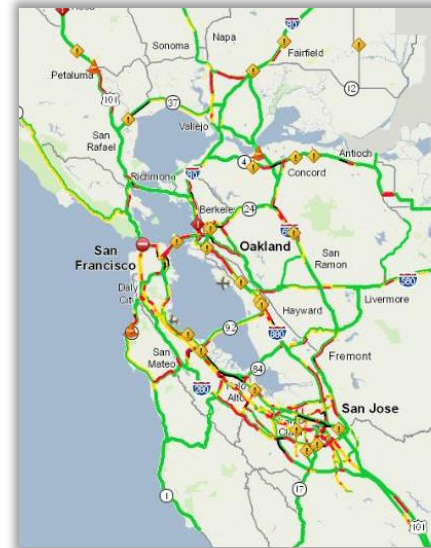 Napa
Sonoma
80
Fairfield
Petaluma
12
101
37
San
Rafael
Vallejo
4
Antioch
Concord
Richmond
80
24
San
Francisco
Oakland
San
Ramon
Daly
City
580
Livermore
Hayward
92
880
San
Mateo
Fremont
84
280
Alto
San Jose
17
1
101